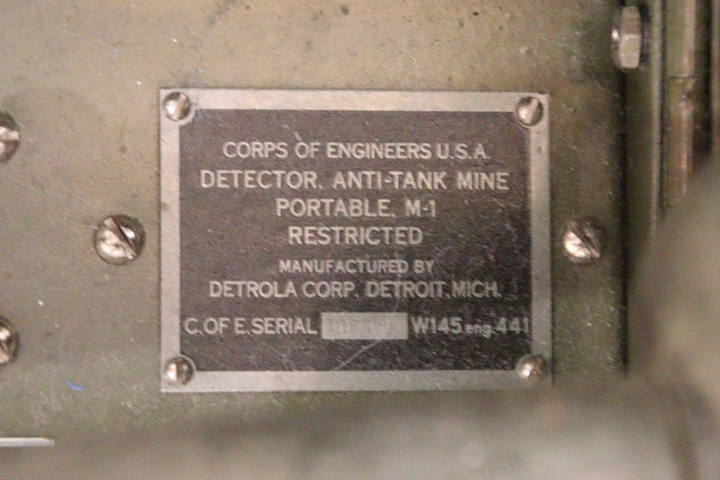 CORPS OF ENGINEERS U.S.A.
DETECTOR, ANTI-TANK MINE
PORTABLE, M-1
RESTRICTED
MANUFACTURED BY
DETROLA CORP. DETROIT, MICH.
C. OF E. SERIAL W145 eng. 441